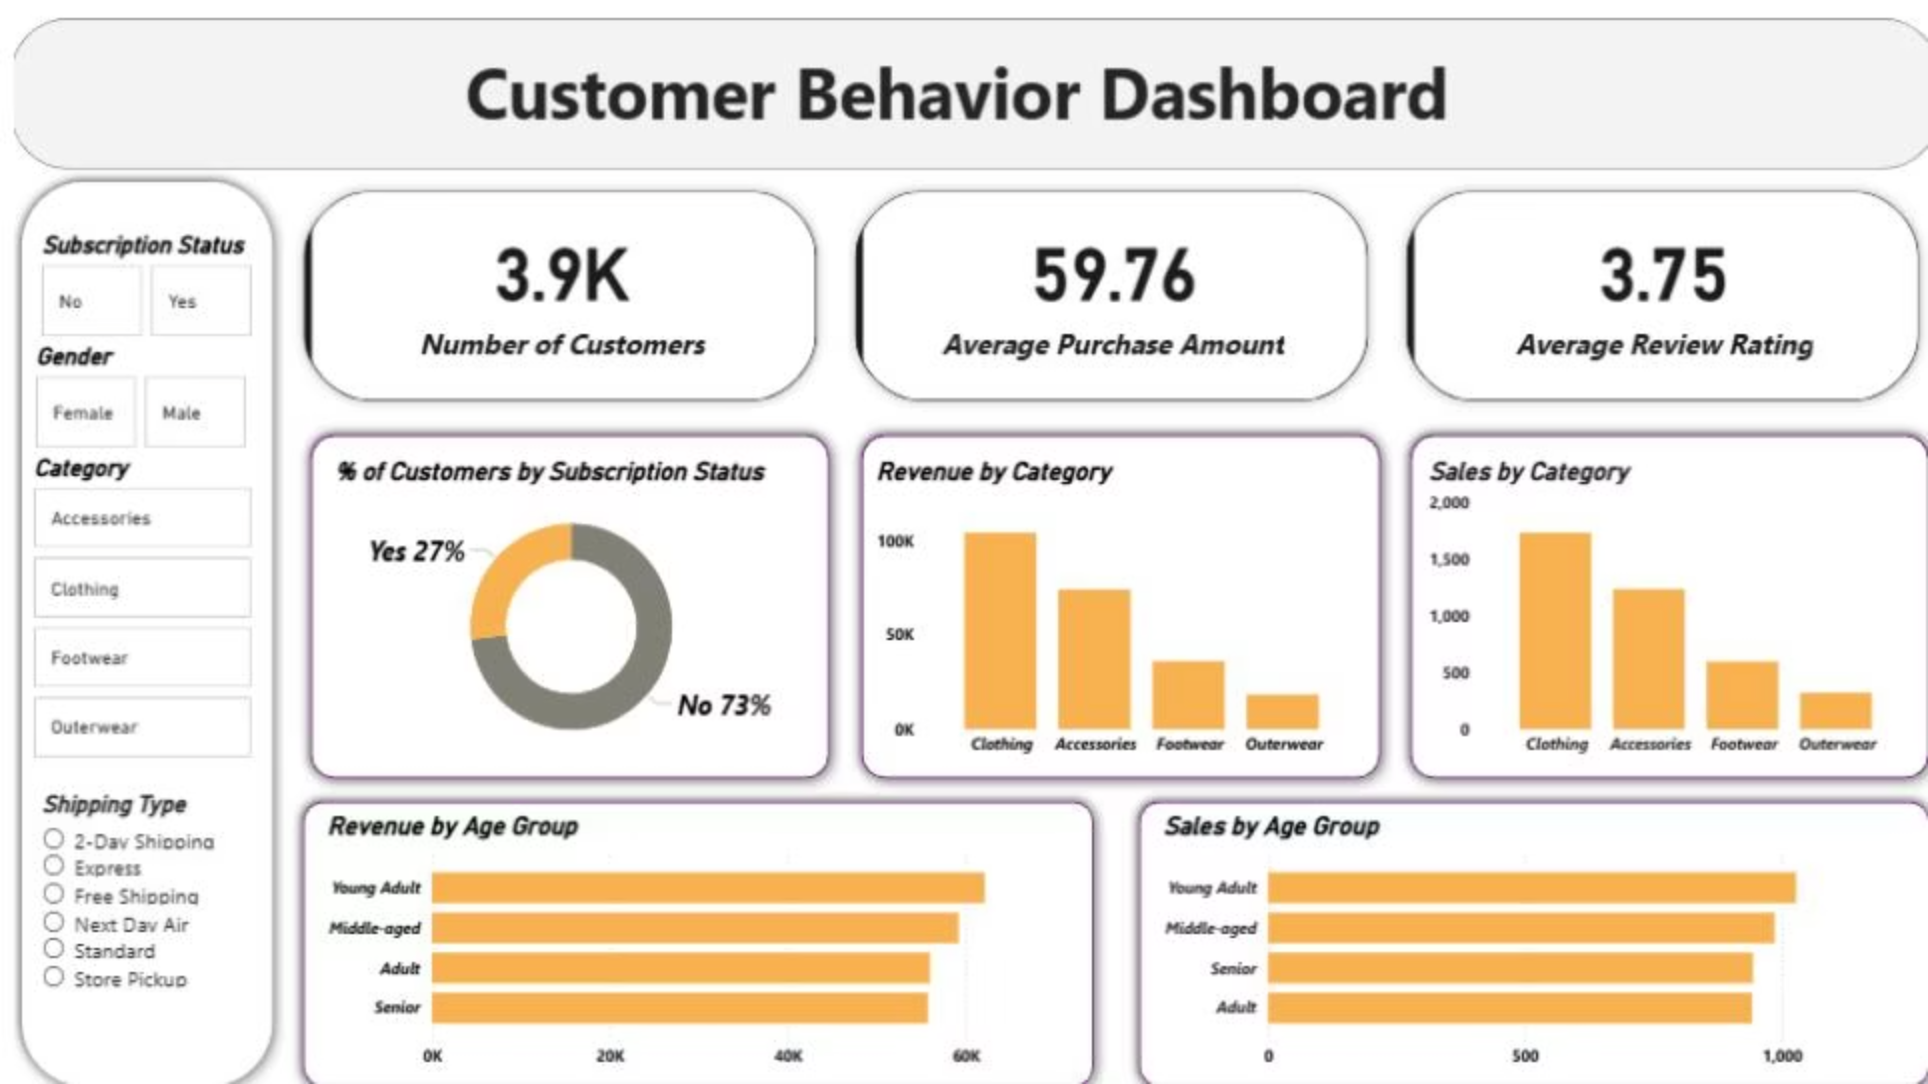 Customer Behavior Dashboard
Subscription Status
No
Yes
Gender
Female
Male
Category
Accessories
Clothing
Footwear
Outerwear
Shipping Type
2-Day Shipping
Express
Free Shipping
Next Day Air
Standard
Store Pickup
3.9K
Number of Customers
59.76
Average Purchase Amount
3.75
Average Review Rating
% of Customers by Subscription Status
Yes 27%
No 73%
Revenue by Category
100K
50K
0K
Clothing
Accessories
Footwear
Outerwear
Sales by Category
2,000
1,500
1,000
500
0
Clothing
Accessories
Footwear
Outerwear
Revenue by Age Group
Young Adult
Middle-aged
Adult
Senior
0K
20K
40K
60K
Sales by Age Group
Young Adult
Middle-aged
Senior
Adult
0
500
1,000